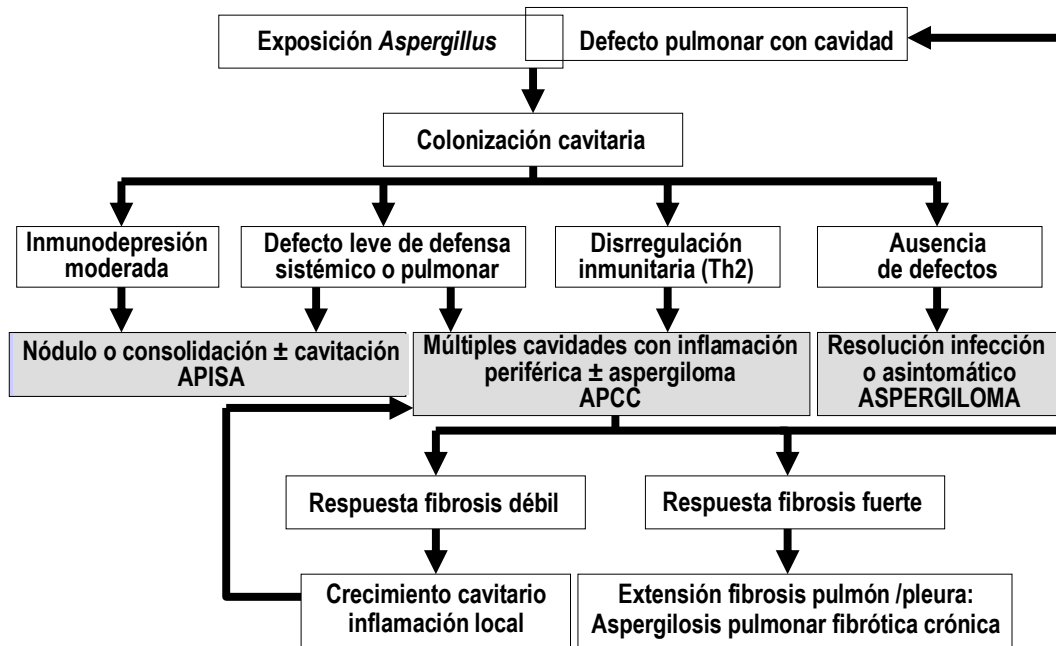 Exposición Aspergillus
Defecto pulmonar con cavidad
Colonización cavitaria
Inmunodepresión
moderada
Defecto leve de defensa
sistémico o pulmonar
Disrregulación
inmunitaria (Th2)
Ausencia
de defectos
Nódulo o consolidación ± cavitación
APISA
Múltiples cavidades con inflamación
periférica ± aspergiloma
APCC
Resolución infección
o asintomático
ASPERGILOMA
Respuesta fibrosis débil
Respuesta fibrosis fuerte
Crecimiento cavitario
inflamación local
Extensión fibrosis pulmón /pleura:
Aspergilosis pulmonar fibrótica crónica